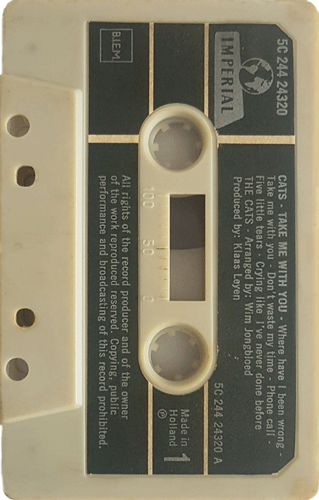 IMPERIAL
5C 244 24320
CATS - TAKE ME WITH YOU - Where have I been wrong -
Take me with you - Don't waste my time - Phone call -
Five little tears - Crying like I've never done before
THE CATS - Arranged by: Wim Jongbloed
Produced by: Klaas Leyen
B.I.E.M.
100 50 0
5C 244 24320 A
1
Made in
Holland
℗
All rights of the record producer and of the owner
of the work reproduced reserved. Copying, public
performance and broadcasting of this record prohibited.